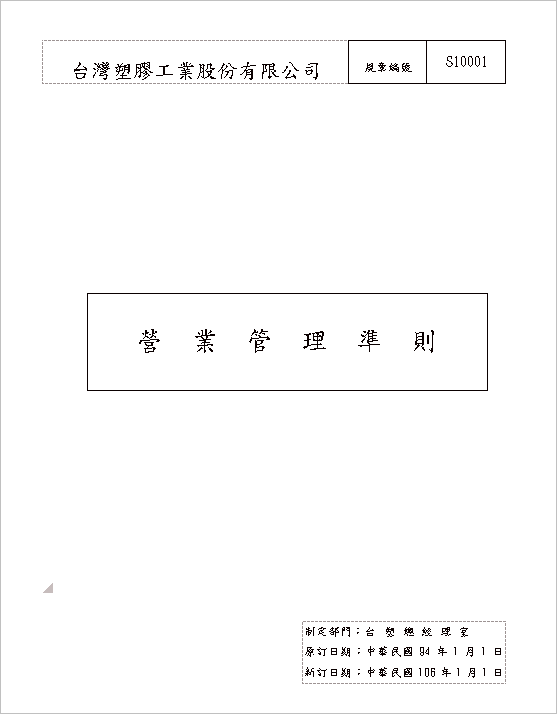 台灣塑膠工業股份有限公司 規章編號 S10001
營業管理準則
制定部門：台塑總經理室
原訂日期：中華民國 94 年 1 月 1 日
新訂日期：中華民國 106 年 1 月 1 日